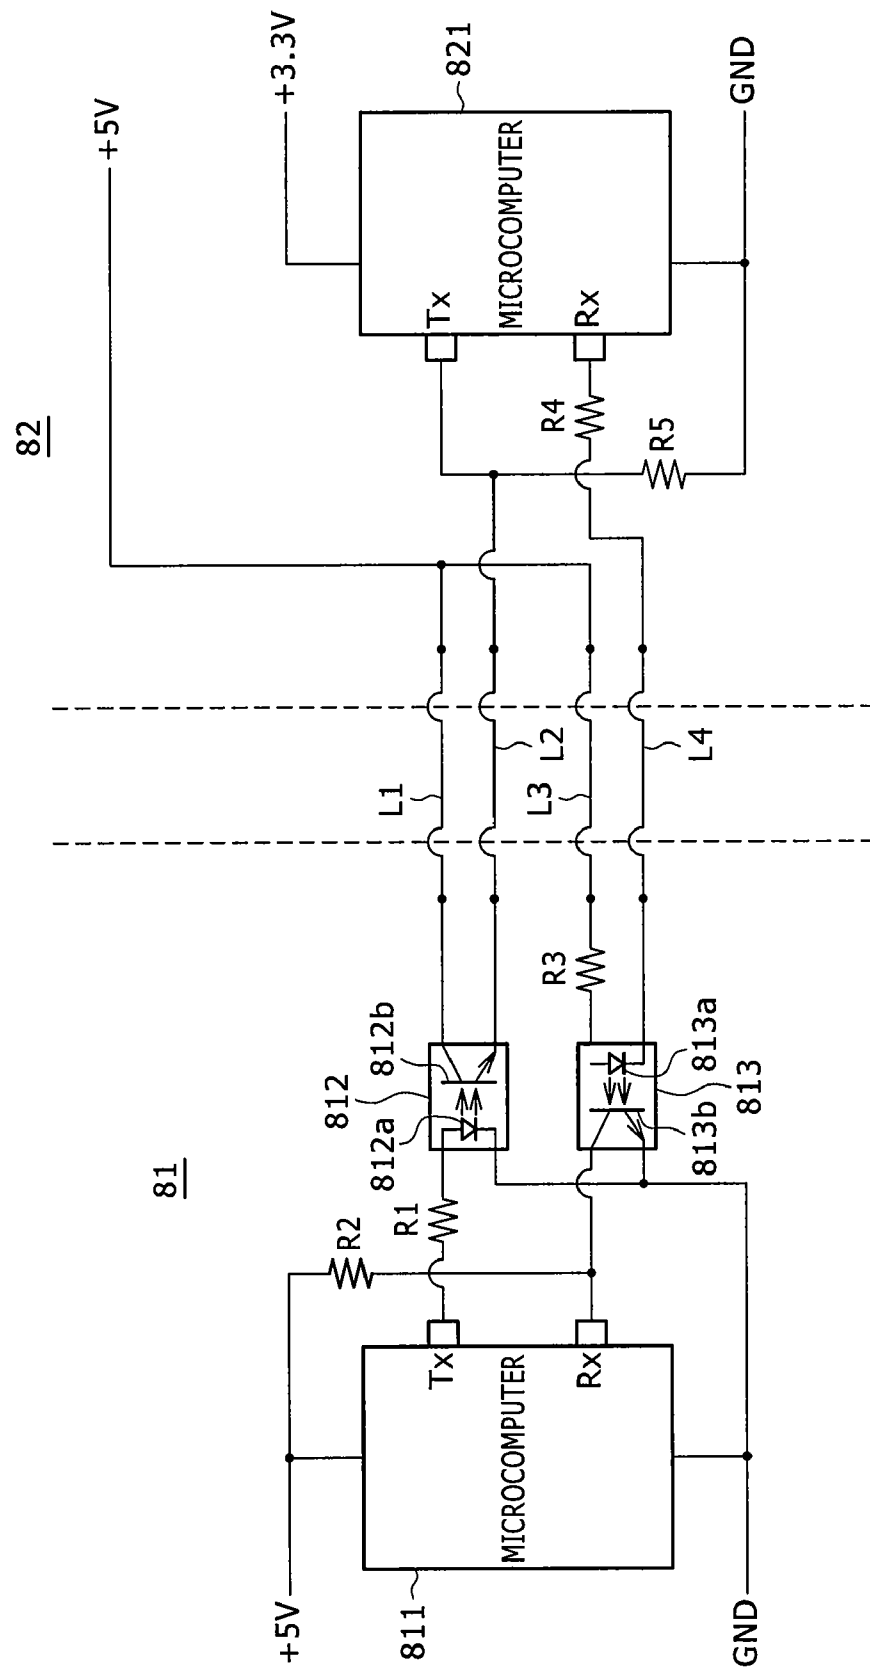 81
82
+5V
+5V
+3.3V
811
MICROCOMPUTER
Tx
Rx
R2
R1
812
812a
812b
813
813a
813b
R3
L1
L2
L3
L4
R4
R5
MICROCOMPUTER
Tx
Rx
821
GND
GND